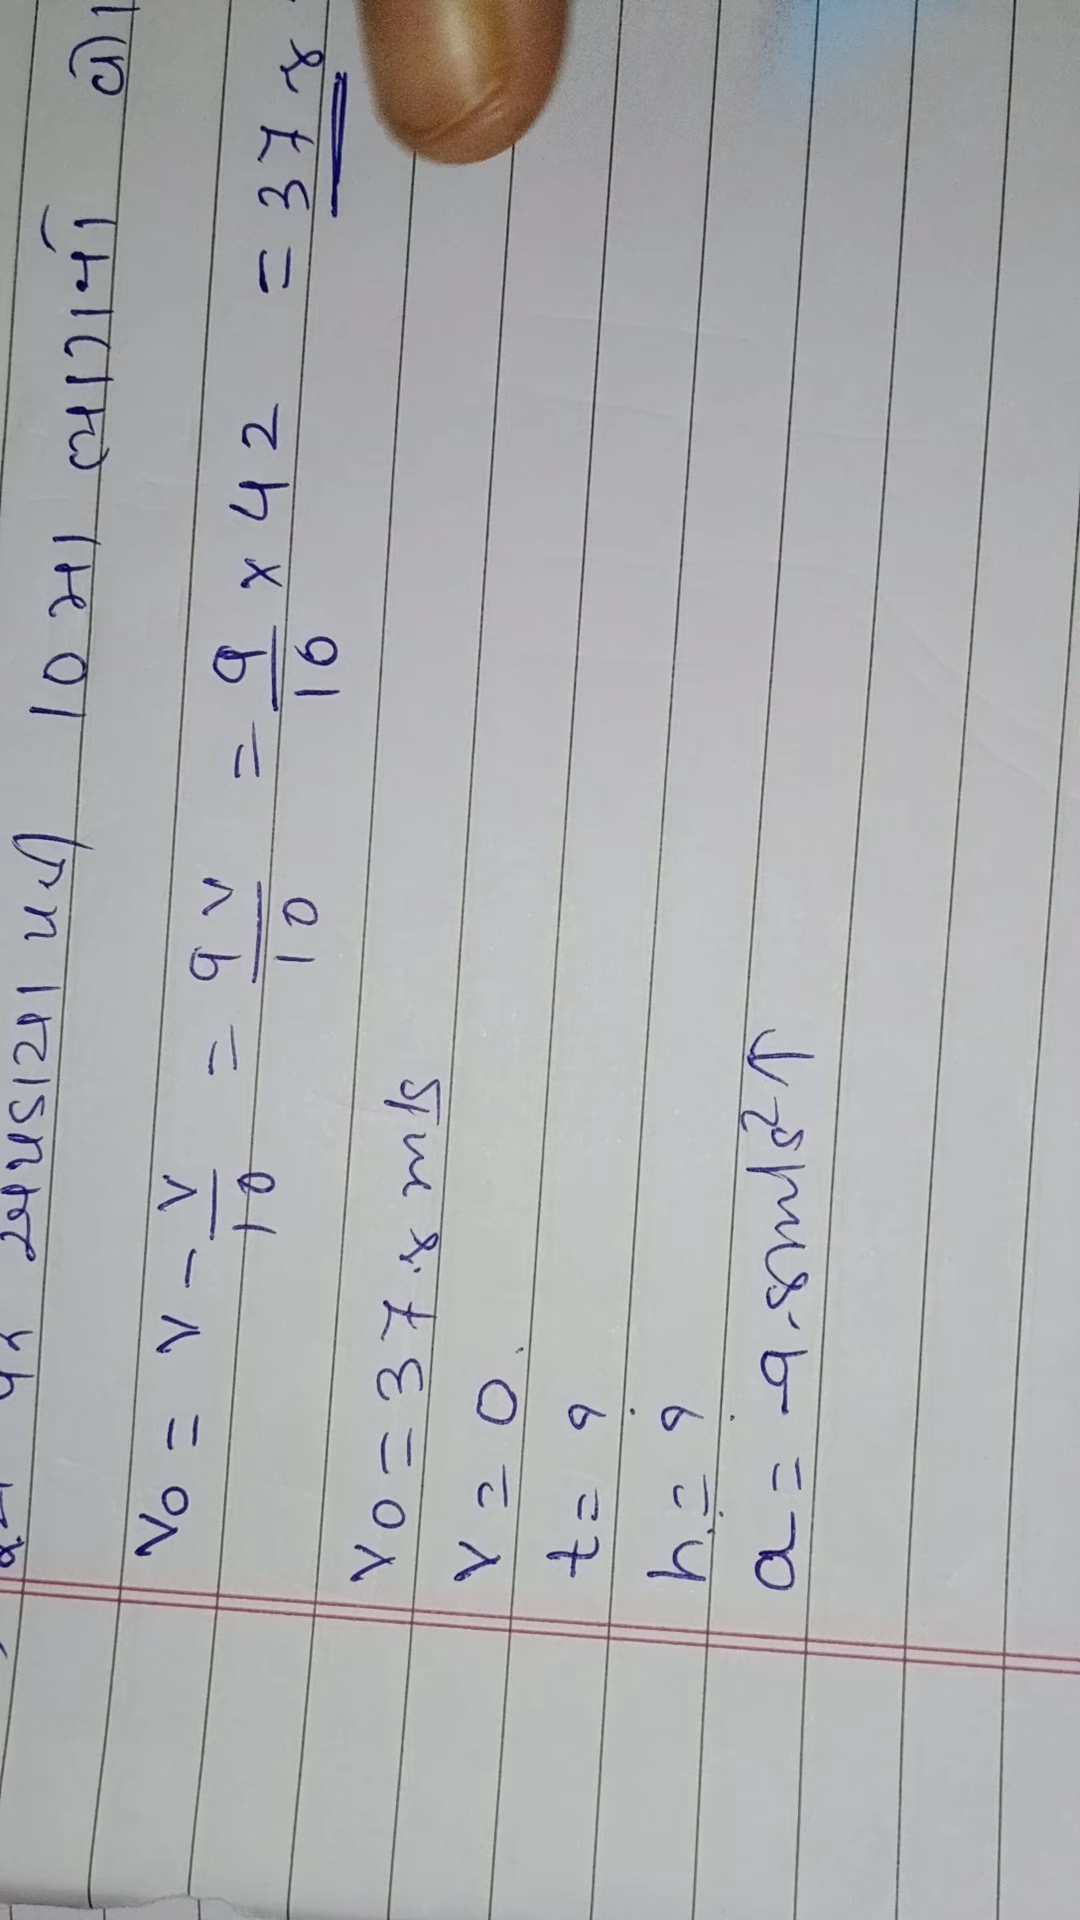 અથડાયા પછી 10 મા ભાગની
v₀ = v - v/10 = 9v/10 = 9/10 × 42 = 37.8
v₀ = 37.8 m/s
v = 0
t = ?
h = ?
a = -9.8 m/s² ↑